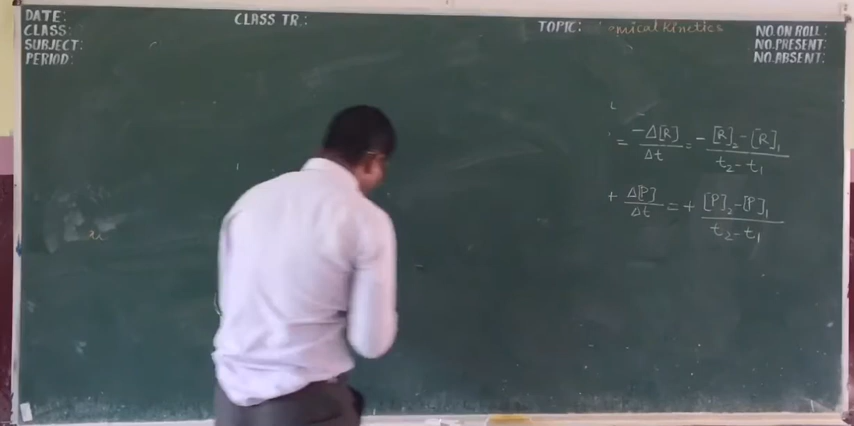 DATE:
CLASS:
SUBJECT:
PERIOD:
CLASS TR.:
TOPIC: emical Kinetics
NO.ON ROLL:
NO.PRESENT:
NO.ABSENT:
= -Δ[R]/Δt = - [R]₂-[R]₁/t₂-t₁
+ Δ[P]/Δt = + [P]₂-[P]₁/t₂-t₁